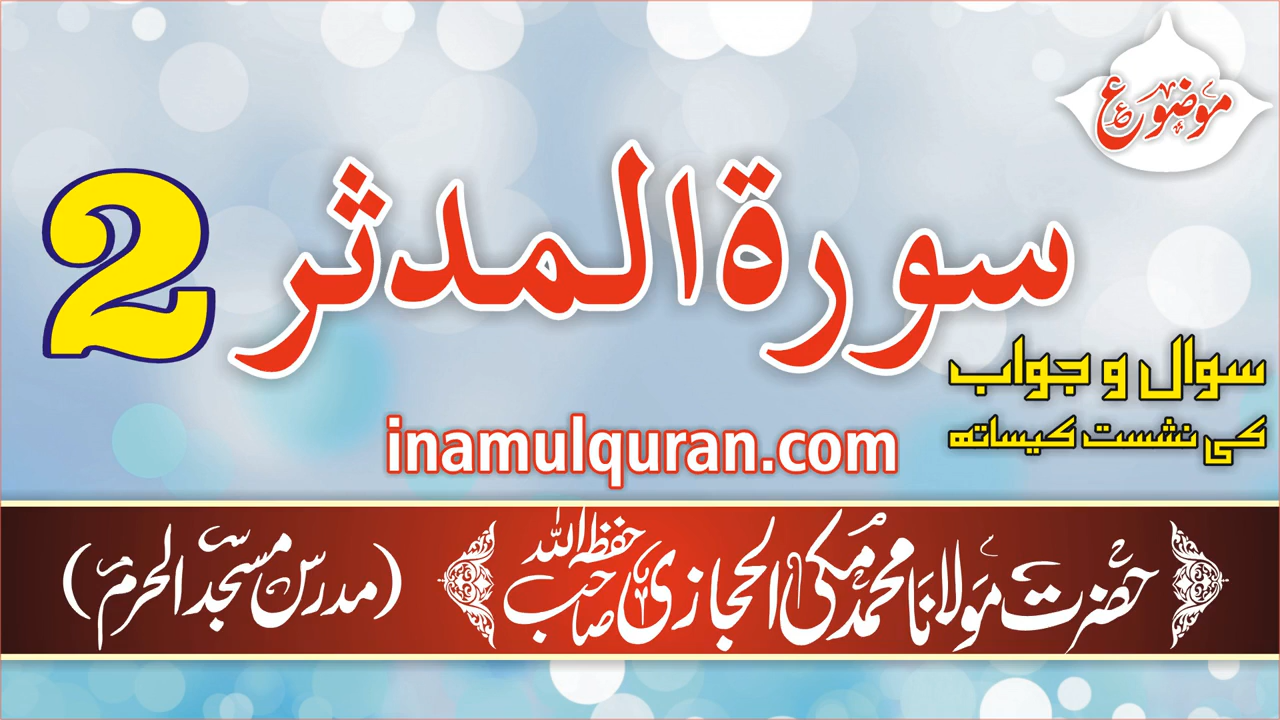 موضوع
سورة المدثر 2
سوال و جواب
کی نشست کیساتھ
inamulquran.com
حضرت مولانا محمد مکی الحجازی صاحب حفظہ اللہ (مدرس مسجد الحرم)